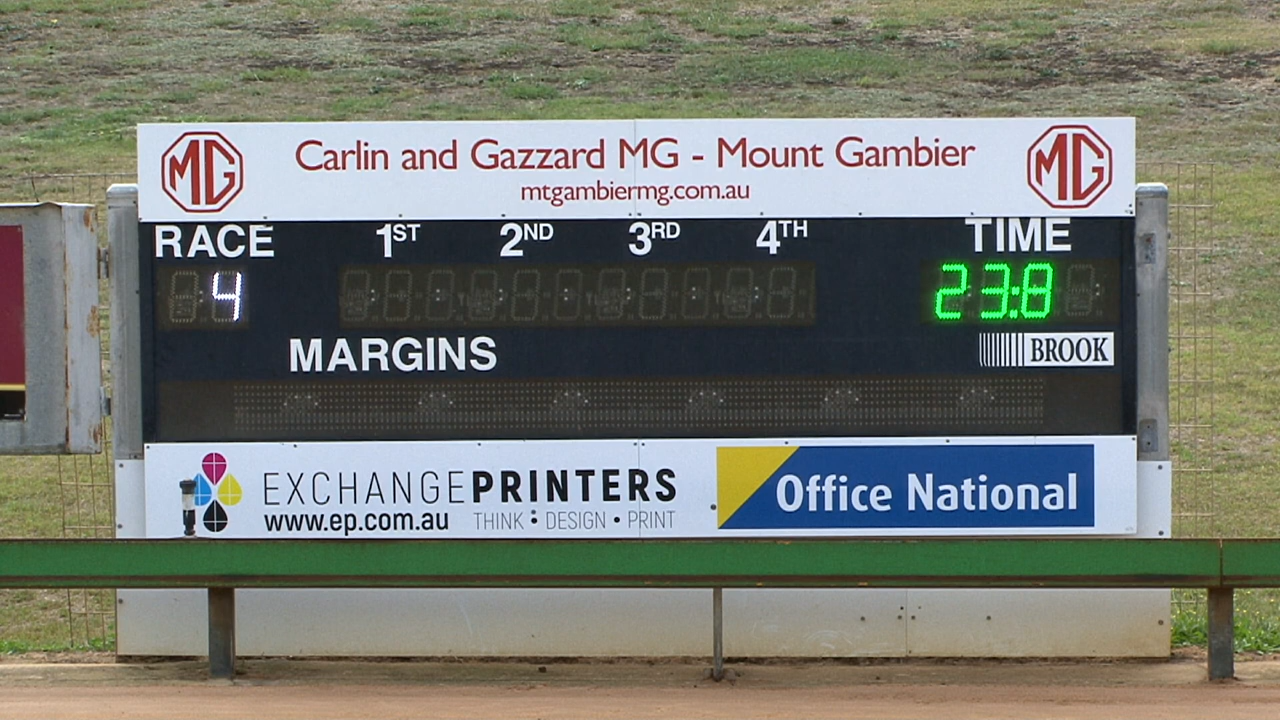 MG Carlin and Gazzard MG - Mount Gambier MG
mtgambiermg.com.au
RACE 1ST 2ND 3RD 4TH TIME
4 23:8
MARGINS BROOK
EXCHANGEPRINTERS
www.ep.com.au THINK • DESIGN • PRINT
Office National